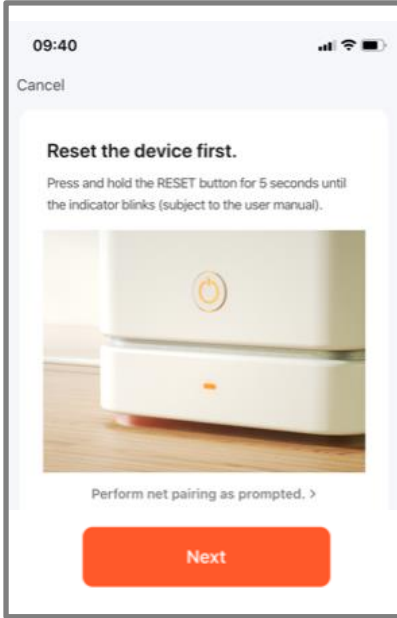 09:40
Cancel
Reset the device first.
Press and hold the RESET button for 5 seconds until
the indicator blinks (subject to the user manual).
Perform net pairing as prompted. >
Next